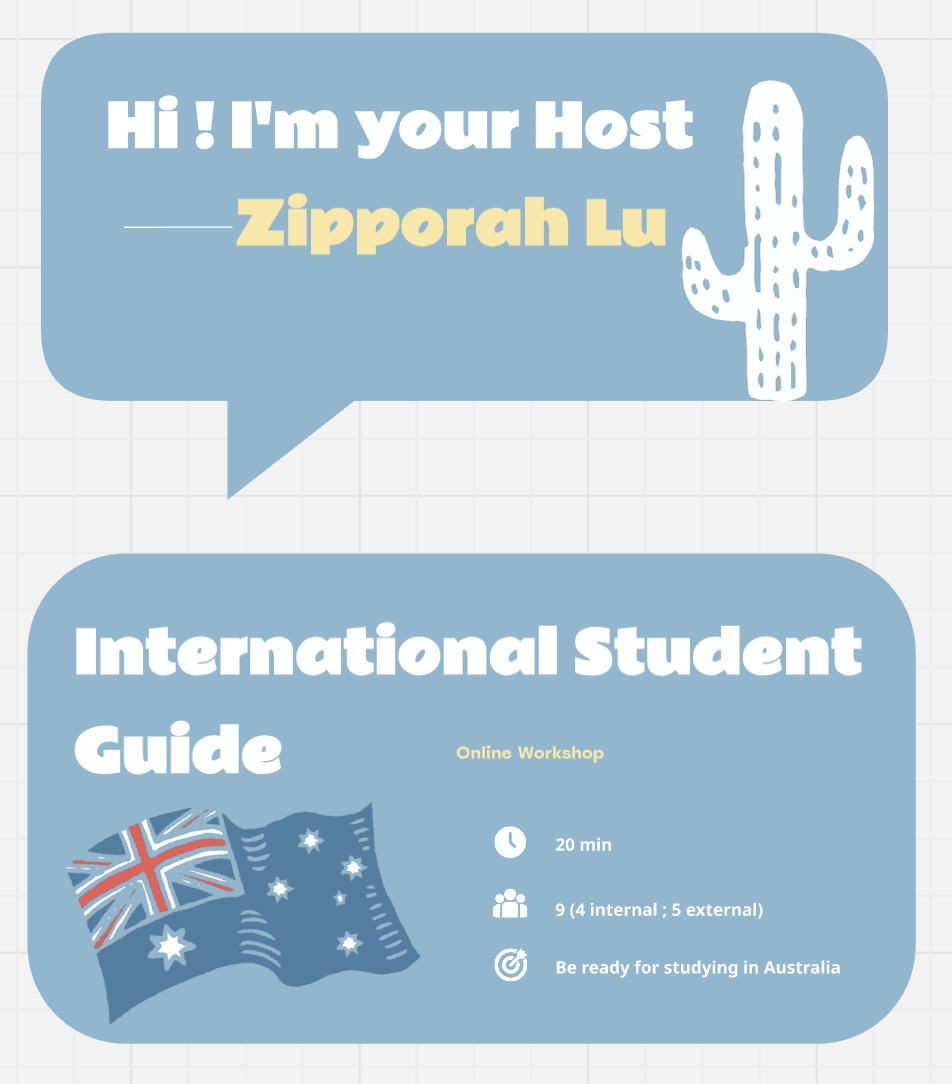 Hi ! I'm your Host
Zipporah Lu
International Student
Guide
Online Workshop
20 min
9 (4 internal ; 5 external)
Be ready for studying in Australia